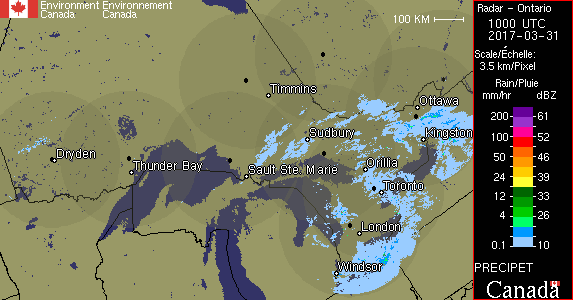 Environment Environnement
Canada Canada
100 KM
Timmins
Ottawa
Kingston
Sudbury
Dryden
Thunder Bay
Sault Ste. Marie
Orillia
Toronto
London
Windsor
Radar - Ontario
1000 UTC
2017-03-31
Scale/Échelle:
3.5 km/Pixel
Rain/Pluie
mm/hr dBZ
200 61
100 52
50 46
24 39
12 33
4 26
0.1 10
PRECIPET
Canada